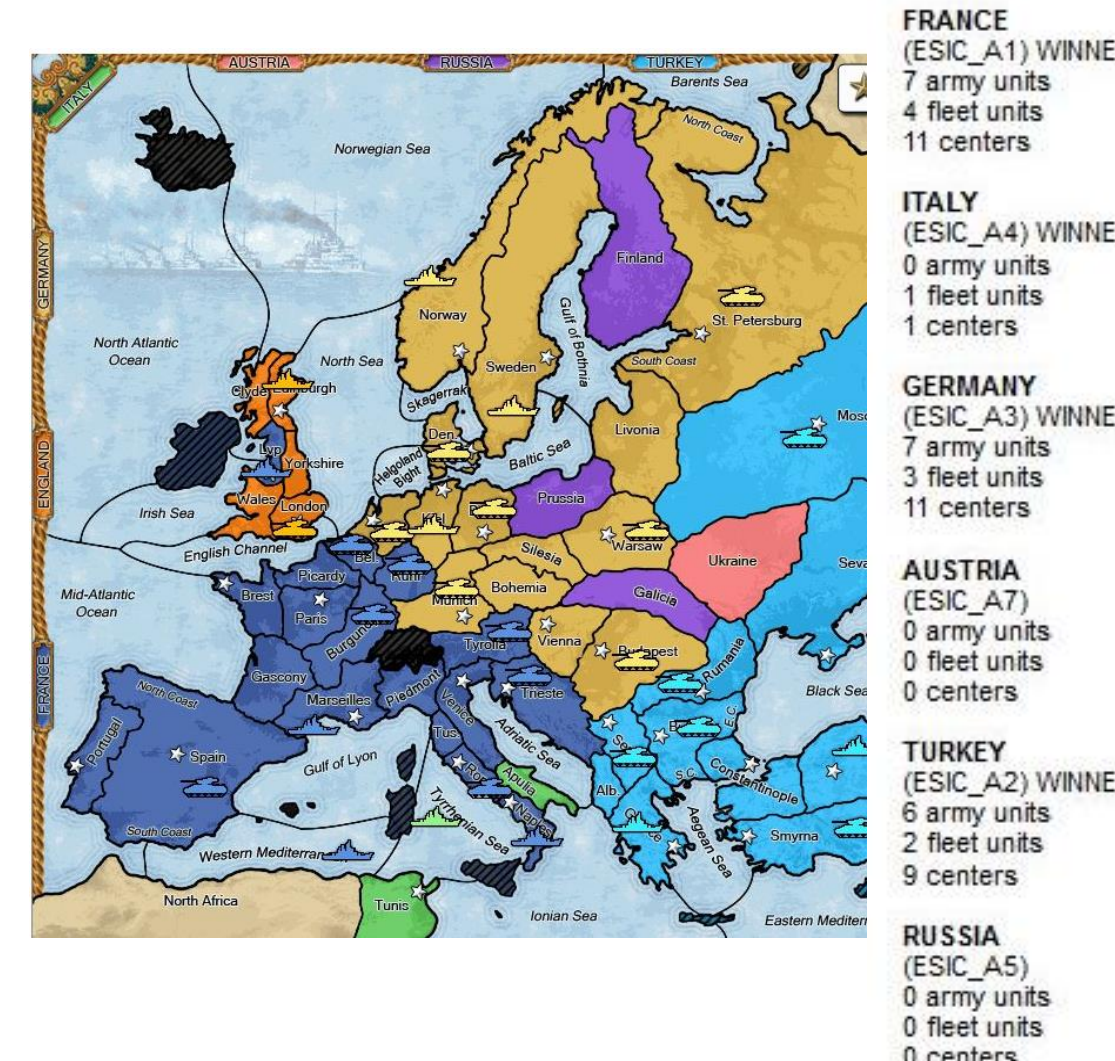 AUSTRIA
RUSSIA
TURKEY
ITALY
GERMANY
ENGLAND
FRANCE
Barents Sea
North Coast
Norwegian Sea
Finland
Norway
St. Petersburg
Gulf of Bothnia
North Atlantic
Ocean
North Sea
Sweden
South Coast
Clyde
Edinburgh
Skagerrak
Livonia
Den.
Mosc
Helgoland
Bight
Baltic Sea
Lvp
Yorkshire
Prussia
Wales
London
Kiel
Irish Sea
English Channel
Bel.
Silesia
Warsaw
Ukraine
Seva
Picardy
Ruhr
Bohemia
Galicia
Mid-Atlantic
Ocean
Brest
Munich
Paris
Burgundy
Tyrolia
Vienna
Budapest
Rumania
Gascony
Marseilles
Piedmont
Venice
Trieste
Black Sea
North Coast
Portugal
Spain
Gulf of Lyon
Tus.
Adriatic Sea
E.C.
S.C.
Constantinople
Apulia
Alb.
Tyrrhenian Sea
Naples
Aegean Sea
Smyrna
South Coast
Western Mediterran
North Africa
Tunis
Ionian Sea
Eastern Mediterr
FRANCE
(ESIC_A1) WINNE
7 army units
4 fleet units
11 centers
ITALY
(ESIC_A4) WINNE
0 army units
1 fleet units
1 centers
GERMANY
(ESIC_A3) WINNE
7 army units
3 fleet units
11 centers
AUSTRIA
(ESIC_A7)
0 army units
0 fleet units
0 centers
TURKEY
(ESIC_A2) WINNE
6 army units
2 fleet units
9 centers
RUSSIA
(ESIC_A5)
0 army units
0 fleet units
0 centers